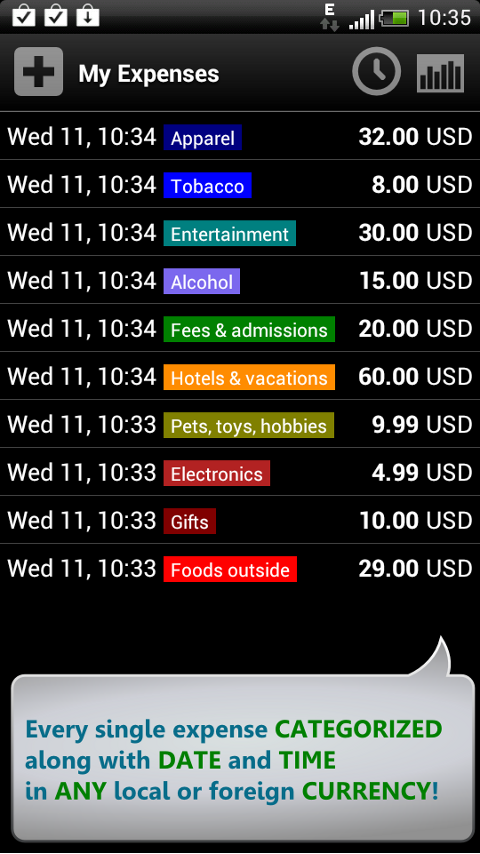 E 10:35
My Expenses
Wed 11, 10:34 Apparel 32.00 USD
Wed 11, 10:34 Tobacco 8.00 USD
Wed 11, 10:34 Entertainment 30.00 USD
Wed 11, 10:34 Alcohol 15.00 USD
Wed 11, 10:34 Fees & admissions 20.00 USD
Wed 11, 10:34 Hotels & vacations 60.00 USD
Wed 11, 10:33 Pets, toys, hobbies 9.99 USD
Wed 11, 10:33 Electronics 4.99 USD
Wed 11, 10:33 Gifts 10.00 USD
Wed 11, 10:33 Foods outside 29.00 USD
Every single expense CATEGORIZED
along with DATE and TIME
in ANY local or foreign CURRENCY!